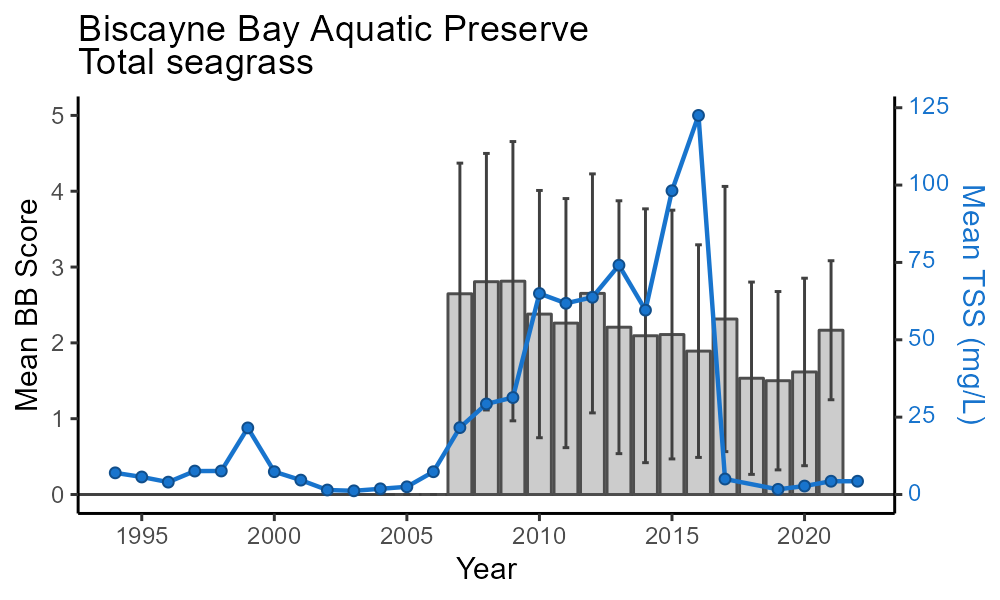 Biscayne Bay Aquatic Preserve
Total seagrass
Mean BB Score
5
4
3
2
1
0
125
100
75
50
25
0
Mean TSS (mg/L)
1995 2000 2005 2010 2015 2020
Year